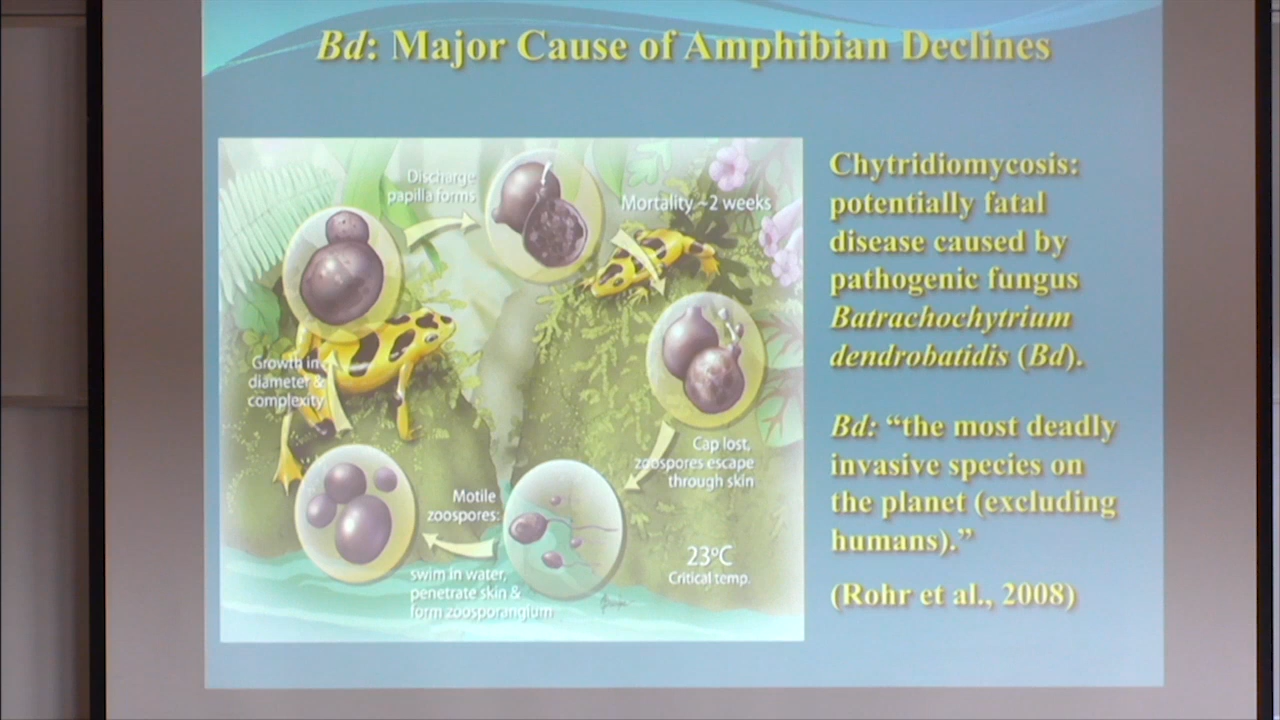 Bd: Major Cause of Amphibian Declines
Discharge
papilla forms
Mortality ~2 weeks
Growth in
diameter &
complexity
Cap lost,
zoospores escape
through skin
Motile
zoospores:
swim in water,
penetrate skin &
form zoosporangium
23°C
Critical temp.
Chytridiomycosis:
potentially fatal
disease caused by
pathogenic fungus
Batrachochytrium
dendrobatidis (Bd).
Bd: “the most deadly
invasive species on
the planet (excluding
humans).”
(Rohr et al., 2008)